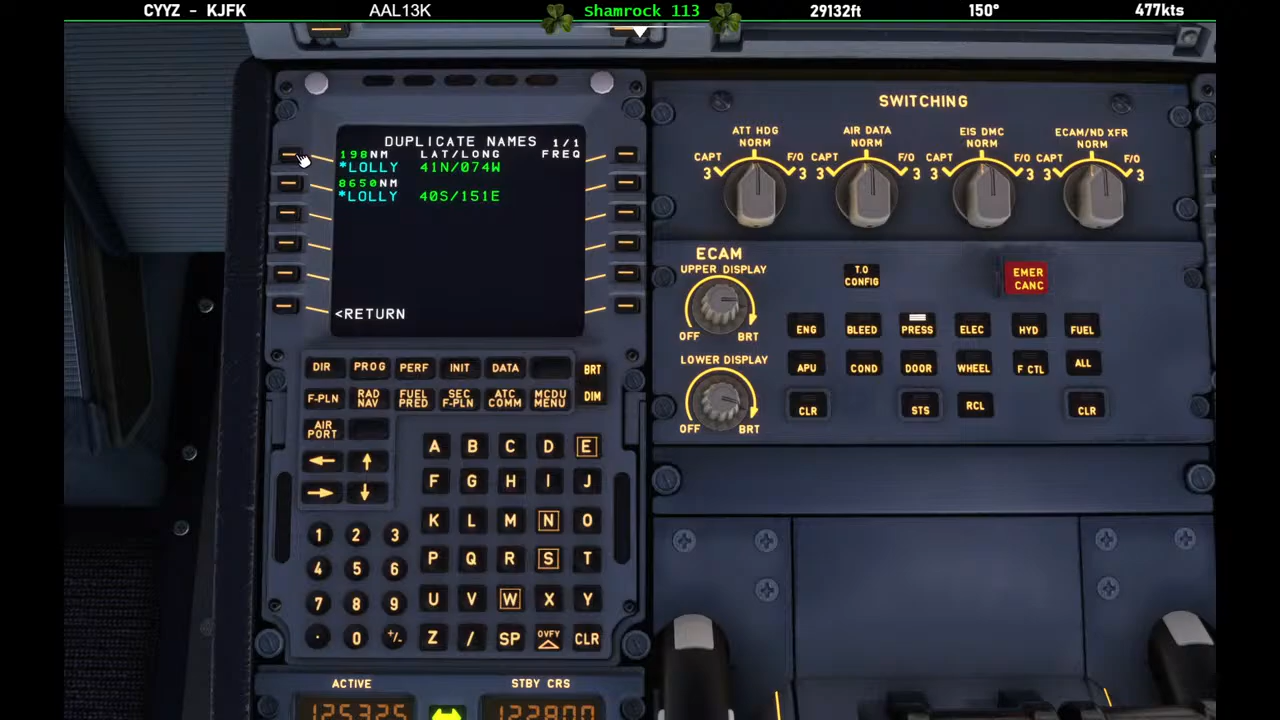 CYYZ - KJFK AAL13K Shamrock 113 29132ft 150° 477kts
DUPLICATE NAMES 1/1
198NM LAT/LONG FREQ
*LOLLY 41N/074W
8650NM
*LOLLY 40S/151E
<RETURN
DIR PROG PERF INIT DATA BRT
F-PLN RAD NAV FUEL PRED SEC F-PLN ATC COMM MCDU MENU DIM
AIR PORT
← ↑
→ ↓
A B C D E
F G H I J
K L M N O
P Q R S T
U V W X Y
Z / SP OVFY CLR
1 2 3
4 5 6
7 8 9
. 0 +/-
ACTIVE STBY CRS
125325 122800
SWITCHING
ATT HDG NORM AIR DATA NORM EIS DMC NORM ECAM/ND XFR NORM
CAPT F/O CAPT F/O CAPT F/O CAPT F/O
3 3 3 3 3 3 3 3
ECAM
UPPER DISPLAY
OFF BRT
T.O CONFIG
EMER CANC
ENG BLEED PRESS ELEC HYD FUEL
LOWER DISPLAY
OFF BRT
APU COND DOOR WHEEL F CTL ALL
CLR STS RCL CLR